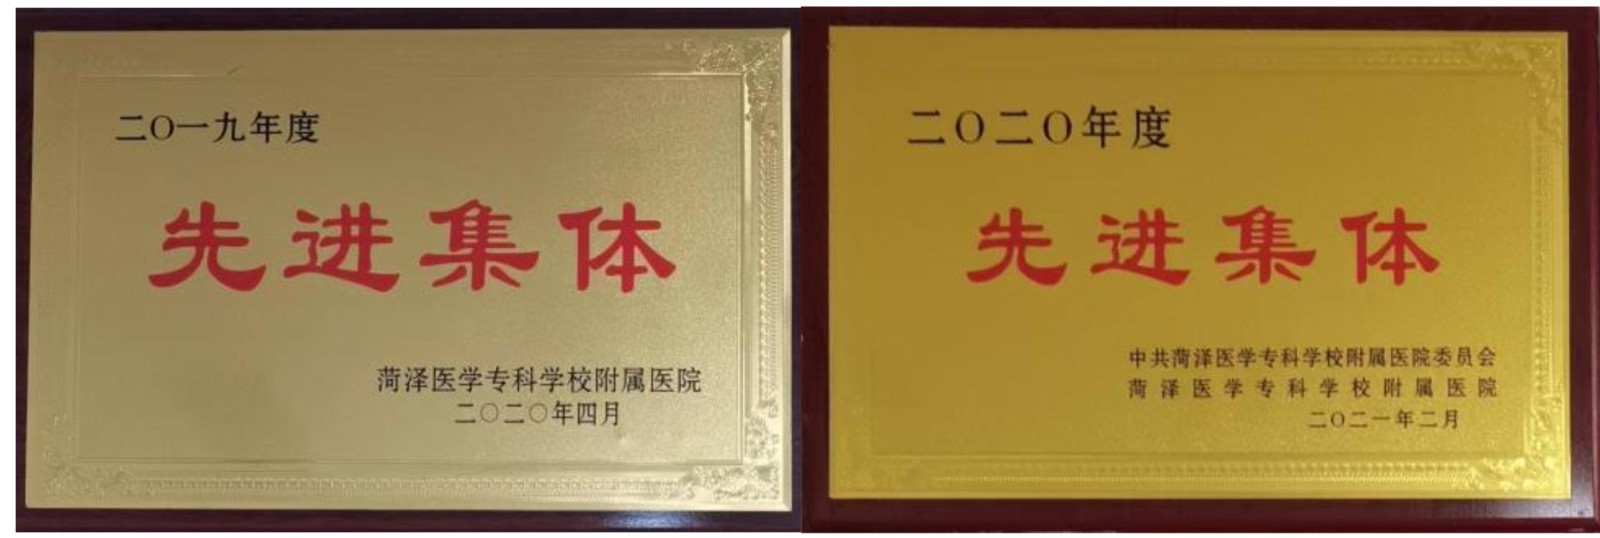 二〇一九年度
先进集体
菏泽医学专科学校附属医院
二〇二〇年四月
二〇二〇年度
先进集体
中共菏泽医学专科学校附属医院委员会
菏泽医学专科学校附属医院
二〇二一年二月